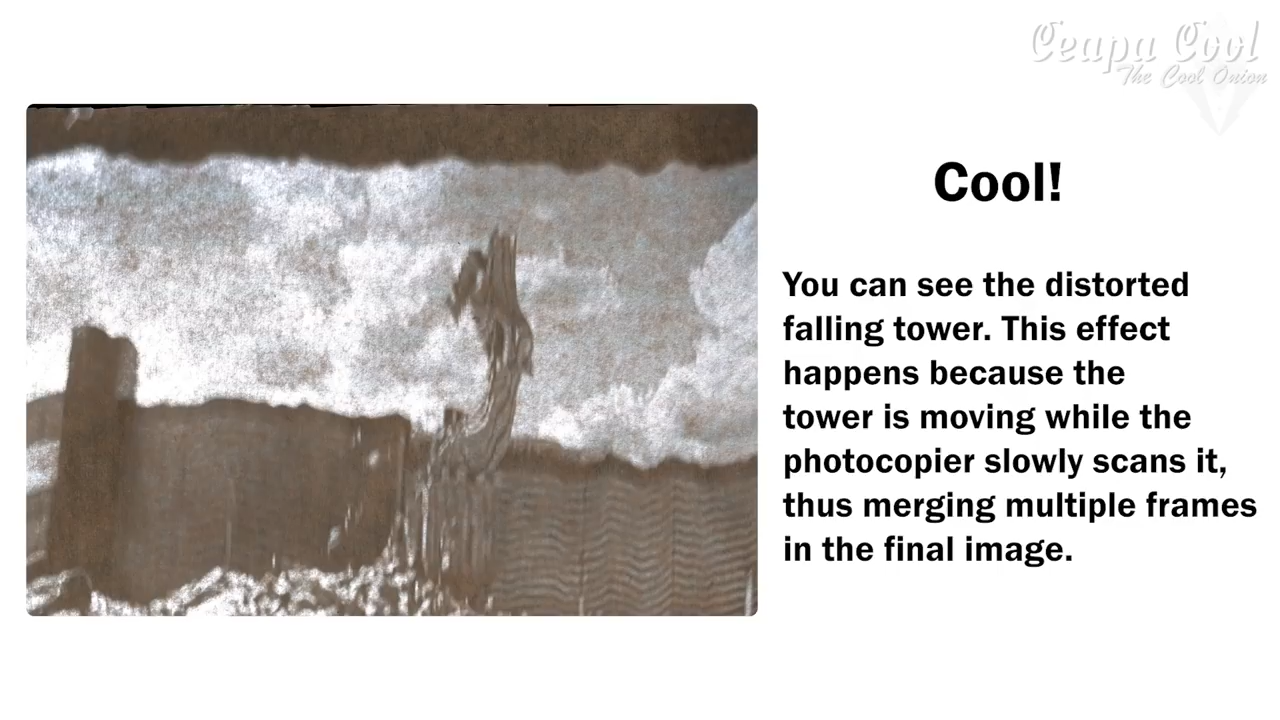 Ceapa Cool
The Cool Onion
Cool!
You can see the distorted
falling tower. This effect
happens because the
tower is moving while the
photocopier slowly scans it,
thus merging multiple frames
in the final image.